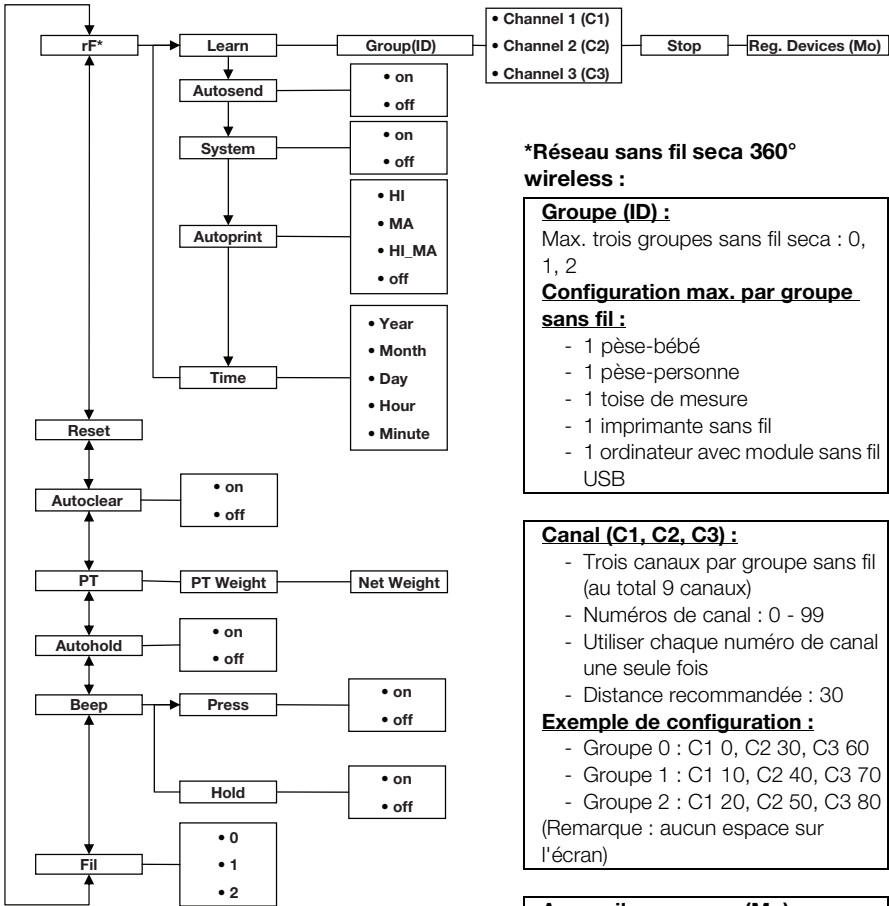 rF*
Learn
Group(ID)
• Channel 1 (C1)
• Channel 2 (C2)
• Channel 3 (C3)
Stop
Reg. Devices (Mo)
Autosend
• on
• off
System
• on
• off
Autoprint
• HI
• MA
• HI_MA
• off
Time
• Year
• Month
• Day
• Hour
• Minute
Reset
Autoclear
• on
• off
PT
PT Weight
Net Weight
Autohold
• on
• off
Beep
Press
• on
• off
Hold
• on
• off
Fil
• 0
• 1
• 2
*Réseau sans fil seca 360°
wireless :
Groupe (ID) :
Max. trois groupes sans fil seca : 0,
1, 2
Configuration max. par groupe
sans fil :
- 1 pèse-bébé
- 1 pèse-personne
- 1 toise de mesure
- 1 imprimante sans fil
- 1 ordinateur avec module sans fil
USB
Canal (C1, C2, C3) :
- Trois canaux par groupe sans fil
(au total 9 canaux)
- Numéros de canal : 0 - 99
- Utiliser chaque numéro de canal
une seule fois
- Distance recommandée : 30
Exemple de configuration :
- Groupe 0 : C1 0, C2 30, C3 60
- Groupe 1 : C1 10, C2 40, C3 70
- Groupe 2 : C1 20, C2 50, C3 80
(Remarque : aucun espace sur
l'écran)